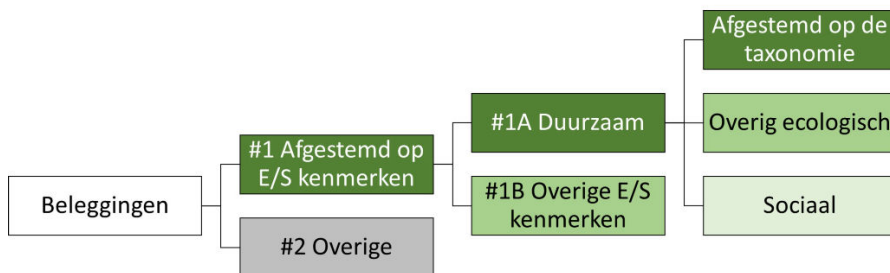 Beleggingen
#1 Afgestemd op
E/S kenmerken
#2 Overige
#1A Duurzaam
#1B Overige E/S
kenmerken
Afgestemd op de
taxonomie
Overig ecologisch
Sociaal